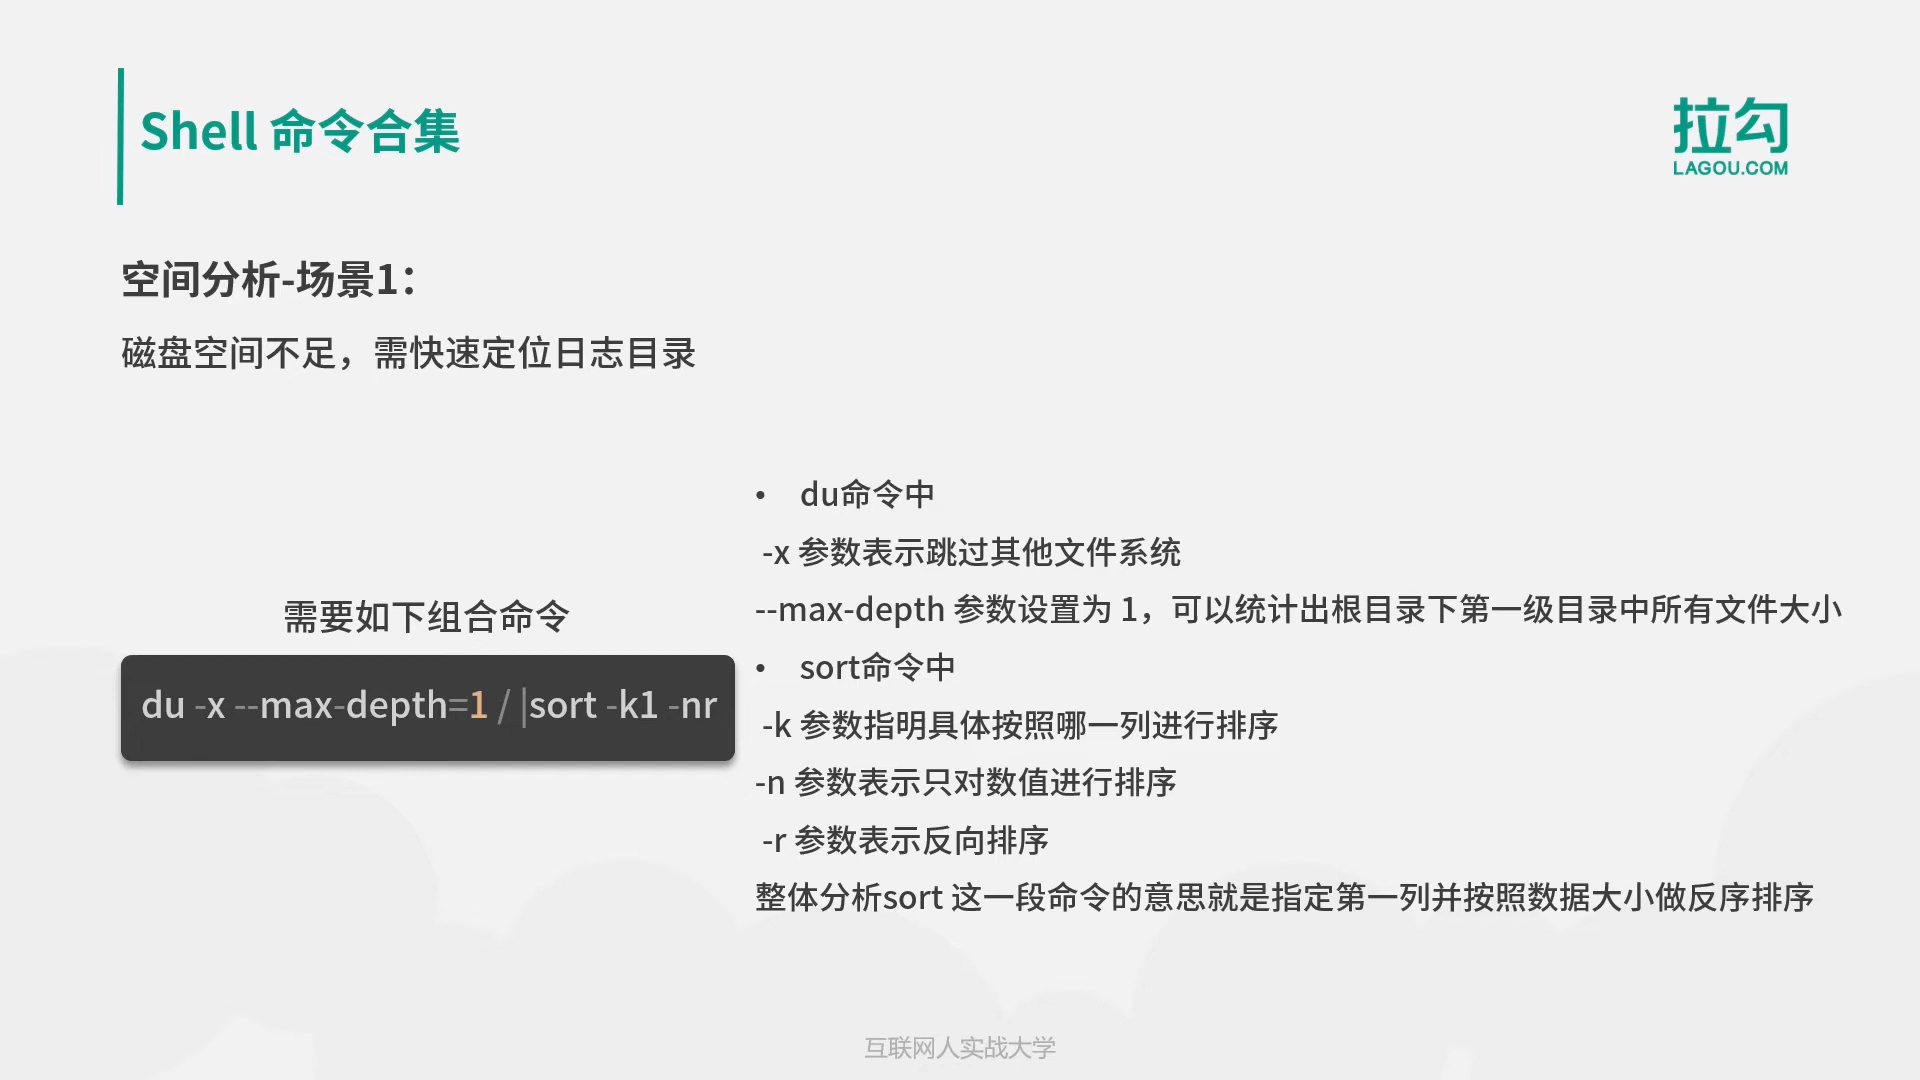 Shell 命令合集
拉勾
LAGOU.COM
空间分析-场景1：
磁盘空间不足，需快速定位日志目录
需要如下组合命令
du -x --max-depth=1 / |sort -k1 -nr
• du命令中
-x 参数表示跳过其他文件系统
--max-depth 参数设置为 1，可以统计出根目录下第一级目录中所有文件大小
• sort命令中
-k 参数指明具体按照哪一列进行排序
-n 参数表示只对数值进行排序
-r 参数表示反向排序
整体分析sort 这一段命令的意思就是指定第一列并按照数据大小做反序排序
互联网人实战大学